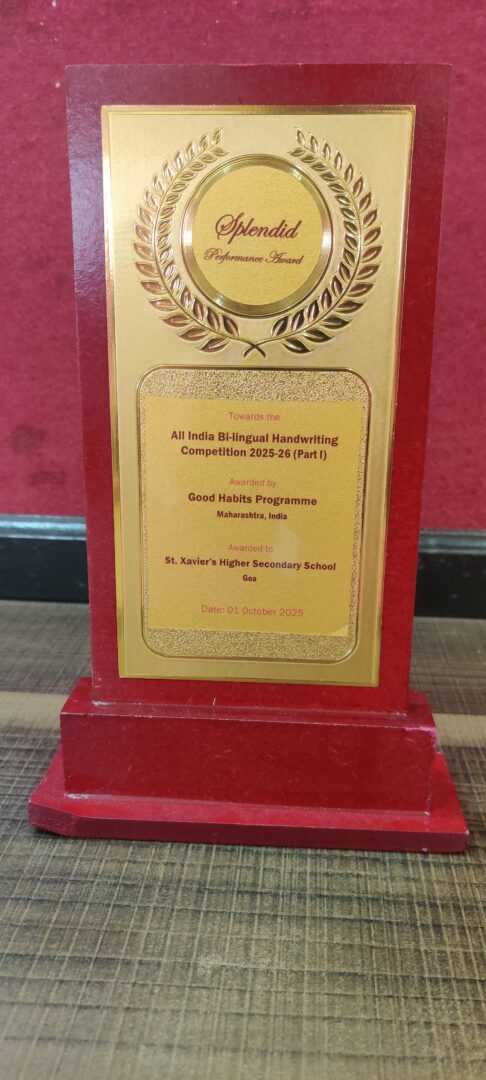 Splendid
Performance Award
Towards the
All India Bi-lingual Handwriting
Competition 2025-26 (Part I)
Awarded by
Good Habits Programme
Maharashtra, India
Awarded to
St. Xavier's Higher Secondary School
Goa
Date: 01 October 2025